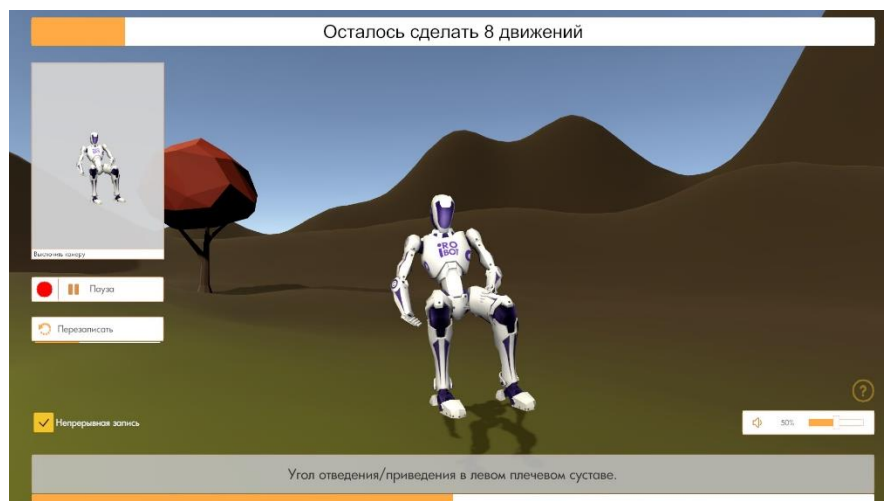 Осталось сделать 8 движений
Выключить камеру
Пауза
Перезаписать
RO
BOT
?
Непрерывная запись
50%
Угол отведения/приведения в левом плечевом суставе.